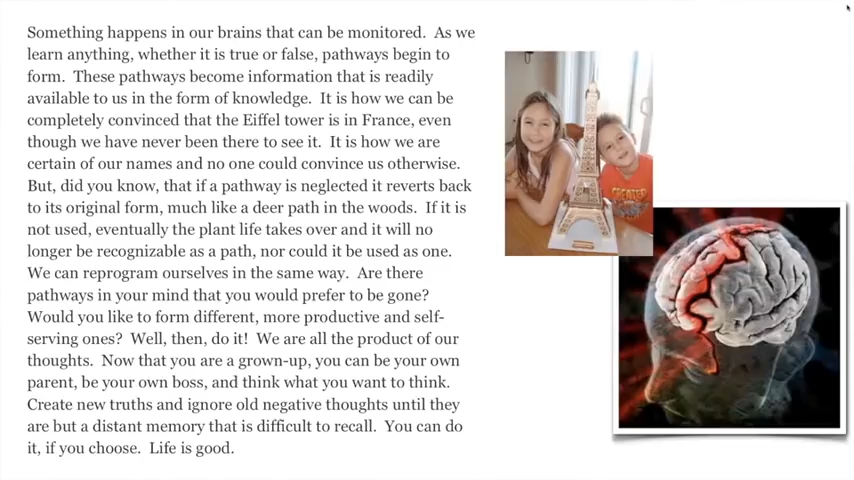 Something happens in our brains that can be monitored.  As we
learn anything, whether it is true or false, pathways begin to
form.  These pathways become information that is readily
available to us in the form of knowledge.  It is how we can be
completely convinced that the Eiffel tower is in France, even
though we have never been there to see it.  It is how we are
certain of our names and no one could convince us otherwise.
But, did you know, that if a pathway is neglected it reverts back
to its original form, much like a deer path in the woods.  If it is
not used, eventually the plant life takes over and it will no
longer be recognizable as a path, nor could it be used as one.
We can reprogram ourselves in the same way.  Are there
pathways in your mind that you would prefer to be gone?
Would you like to form different, more productive and self-
serving ones?  Well, then, do it!  We are all the product of our
thoughts.  Now that you are a grown-up, you can be your own
parent, be your own boss, and think what you want to think.
Create new truths and ignore old negative thoughts until they
are but a distant memory that is difficult to recall.  You can do
it, if you choose.  Life is good.